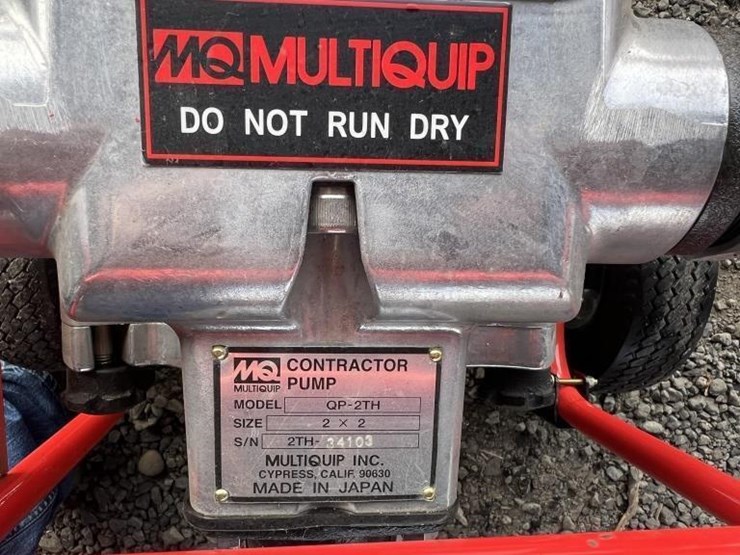 MQ MULTIQUIP
DO NOT RUN DRY
MQ CONTRACTOR
MULTIQUIP PUMP
MODEL QP-2TH
SIZE 2 × 2
S/N 2TH- 34103
MULTIQUIP INC.
CYPRESS, CALIF. 90630
MADE IN JAPAN